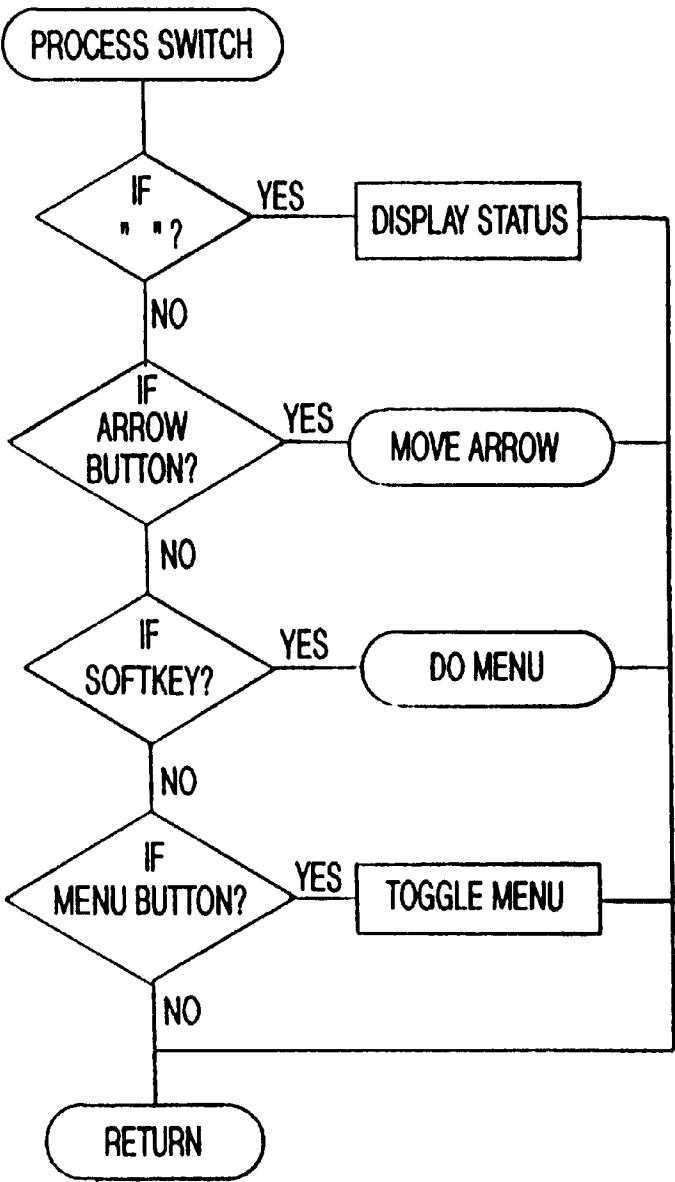 PROCESS SWITCH
IF
" " ?
YES
DISPLAY STATUS
NO
IF
ARROW
BUTTON?
YES
MOVE ARROW
NO
IF
SOFTKEY?
YES
DO MENU
NO
IF
MENU BUTTON?
YES
TOGGLE MENU
NO
RETURN